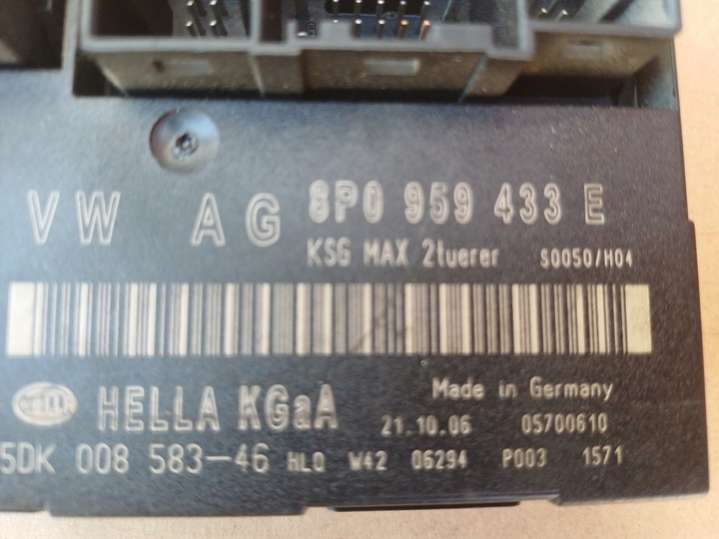 VW AG 8P0 959 433 E
KSG MAX 2tuerer S0050/H04
HELLA
HELLA KGaA Made in Germany
21.10.06 05700610
5DK 008 583-46 HLO W42 06294 P003 1571